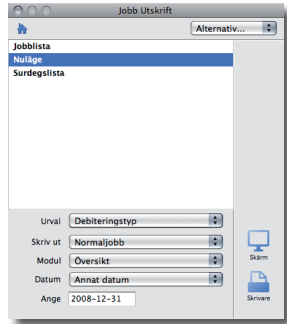 Jobb Utskrift
Alternativ...
Jobblista
Nuläge
Surdegslista
Urval Debiteringstyp
Skriv ut Normaljobb
Modul Översikt
Skärm
Datum Annat datum
Ange 2008-12-31
Skrivare